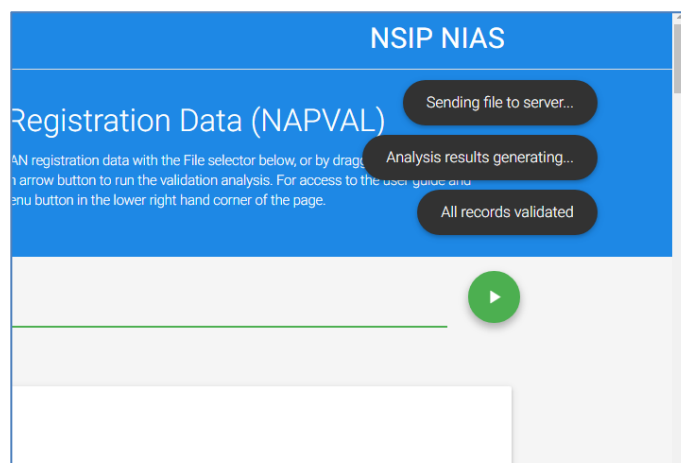 NSIP NIAS
Sending file to server...
Registration Data (NAPVAL)
Analysis results generating...
AN registration data with the File selector below, or by
arrow button to run the validation analysis. For access to the user guide and
button in the lower right hand corner of the page.
All records validated